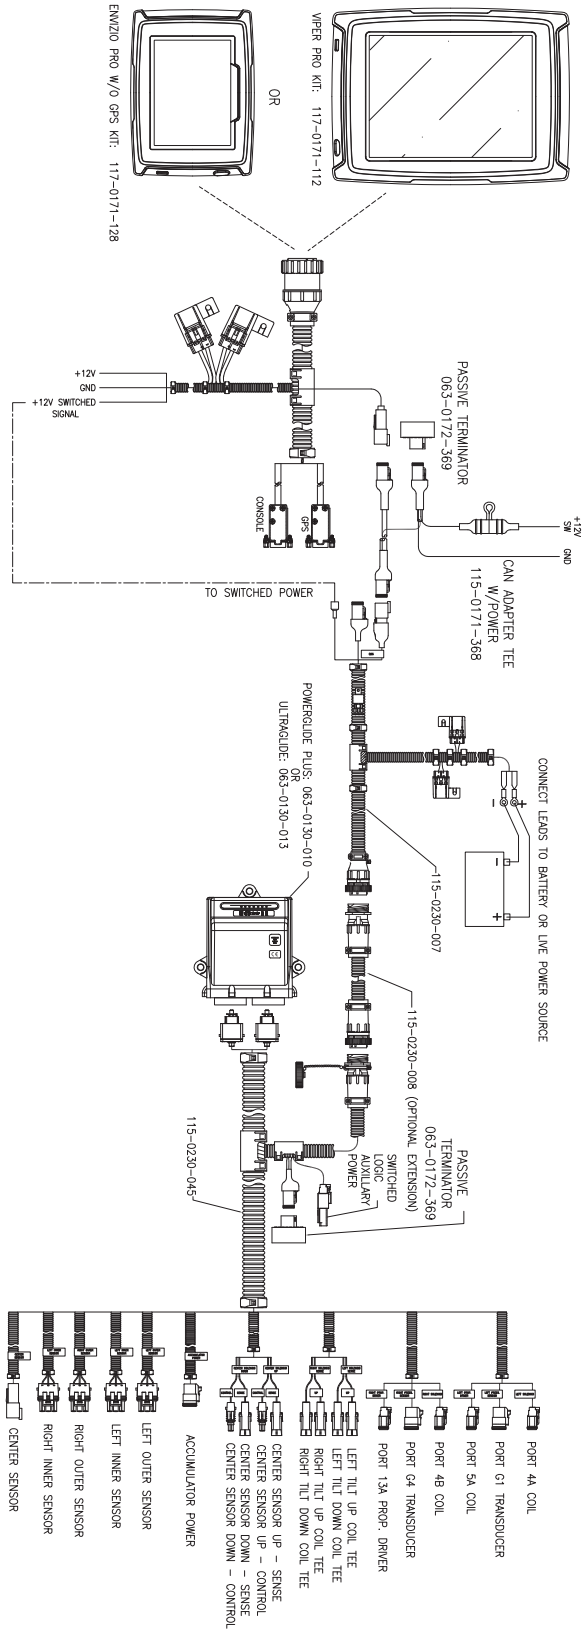 VIPER PRO KIT: 117-0171-112
OR
ENVIZIO PRO W/O GPS KIT: 117-0171-128
+12V
GND
+12V SWITCHED
SIGNAL
PASSIVE TERMINATOR
063-0172-369
GPS
CONSOLE
+12V
SW
GND
CAN ADAPTER TEE
W/POWER
115-0171-368
TO SWITCHED POWER
CONNECT LEADS TO BATTERY OR LIVE POWER SOURCE
- +
- +
115-0230-007
POWERGLIDE PLUS: 063-0130-010
OR
ULTRAGLIDE: 063-0130-013
115-0230-008 (OPTIONAL EXTENSION)
PASSIVE
TERMINATOR
063-0172-369
SWITCHED
LOGIC
AUXILLARY
POWER
115-0230-045
PORT 4A COIL
PORT G1 TRANSDUCER
PORT 5A COIL
PORT 4B COIL
PORT G4 TRANSDUCER
PORT 13A PROP. DRIVER
LEFT TILT UP COIL TEE
LEFT TILT DOWN COIL TEE
RIGHT TILT UP COIL TEE
RIGHT TILT DOWN COIL TEE
CENTER SENSOR UP - SENSE
CENTER SENSOR UP - CONTROL
CENTER SENSOR DOWN - SENSE
CENTER SENSOR DOWN - CONTROL
ACCUMULATOR POWER
LEFT OUTER SENSOR
LEFT INNER SENSOR
RIGHT OUTER SENSOR
RIGHT INNER SENSOR
CENTER SENSOR